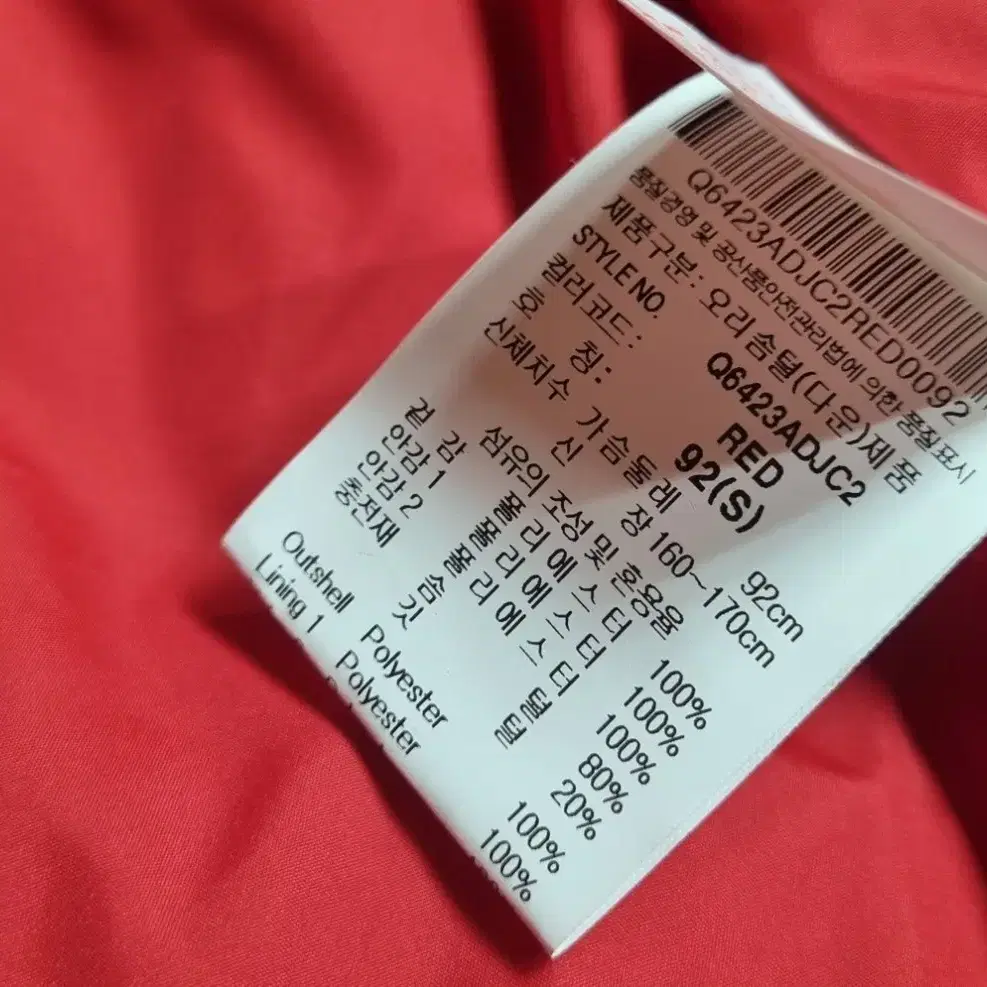 Q6423ADJC2RED0092
품질경영 및 공산품안전관리법에 의한 품질표시
제품구분: 오리솜털(다운)제품
STYLE NO. Q6423ADJC2
컬러코드: RED
호 칭: 92(S)
신체치수 가슴둘레 92cm
신 장 160~170cm
섬유의 조성 및 혼용율
겉 감 폴리에스터 100%
안감 1 폴리에스터 100%
안감 2 폴리에스터 100%
충전재 솜 털 80%
깃 털 20%
Outshell Polyester 100%
Lining 1 Polyester 100%